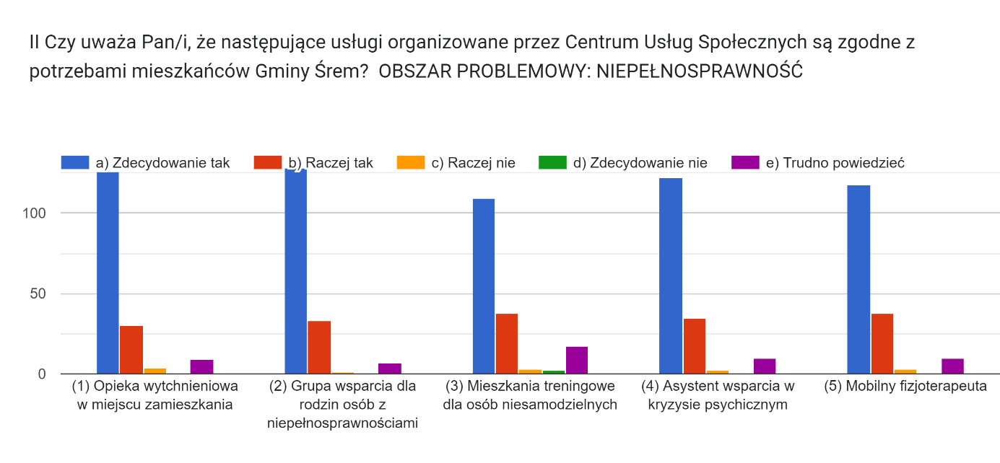 II Czy uważa Pan/i, że następujące usługi organizowane przez Centrum Usług Społecznych są zgodne z
potrzebami mieszkańców Gminy Śrem?  OBSZAR PROBLEMOWY: NIEPEŁNOSPRAWNOŚĆ
a) Zdecydowanie tak
b) Raczej tak
c) Raczej nie
d) Zdecydowanie nie
e) Trudno powiedzieć
100
50
0
(1) Opieka wytchnieniowa
w miejscu zamieszkania
(2) Grupa wsparcia dla
rodzin osób z
niepełnosprawnościami
(3) Mieszkania treningowe
dla osób niesamodzielnych
(4) Asystent wsparcia w
kryzysie psychicznym
(5) Mobilny fizjoterapeuta